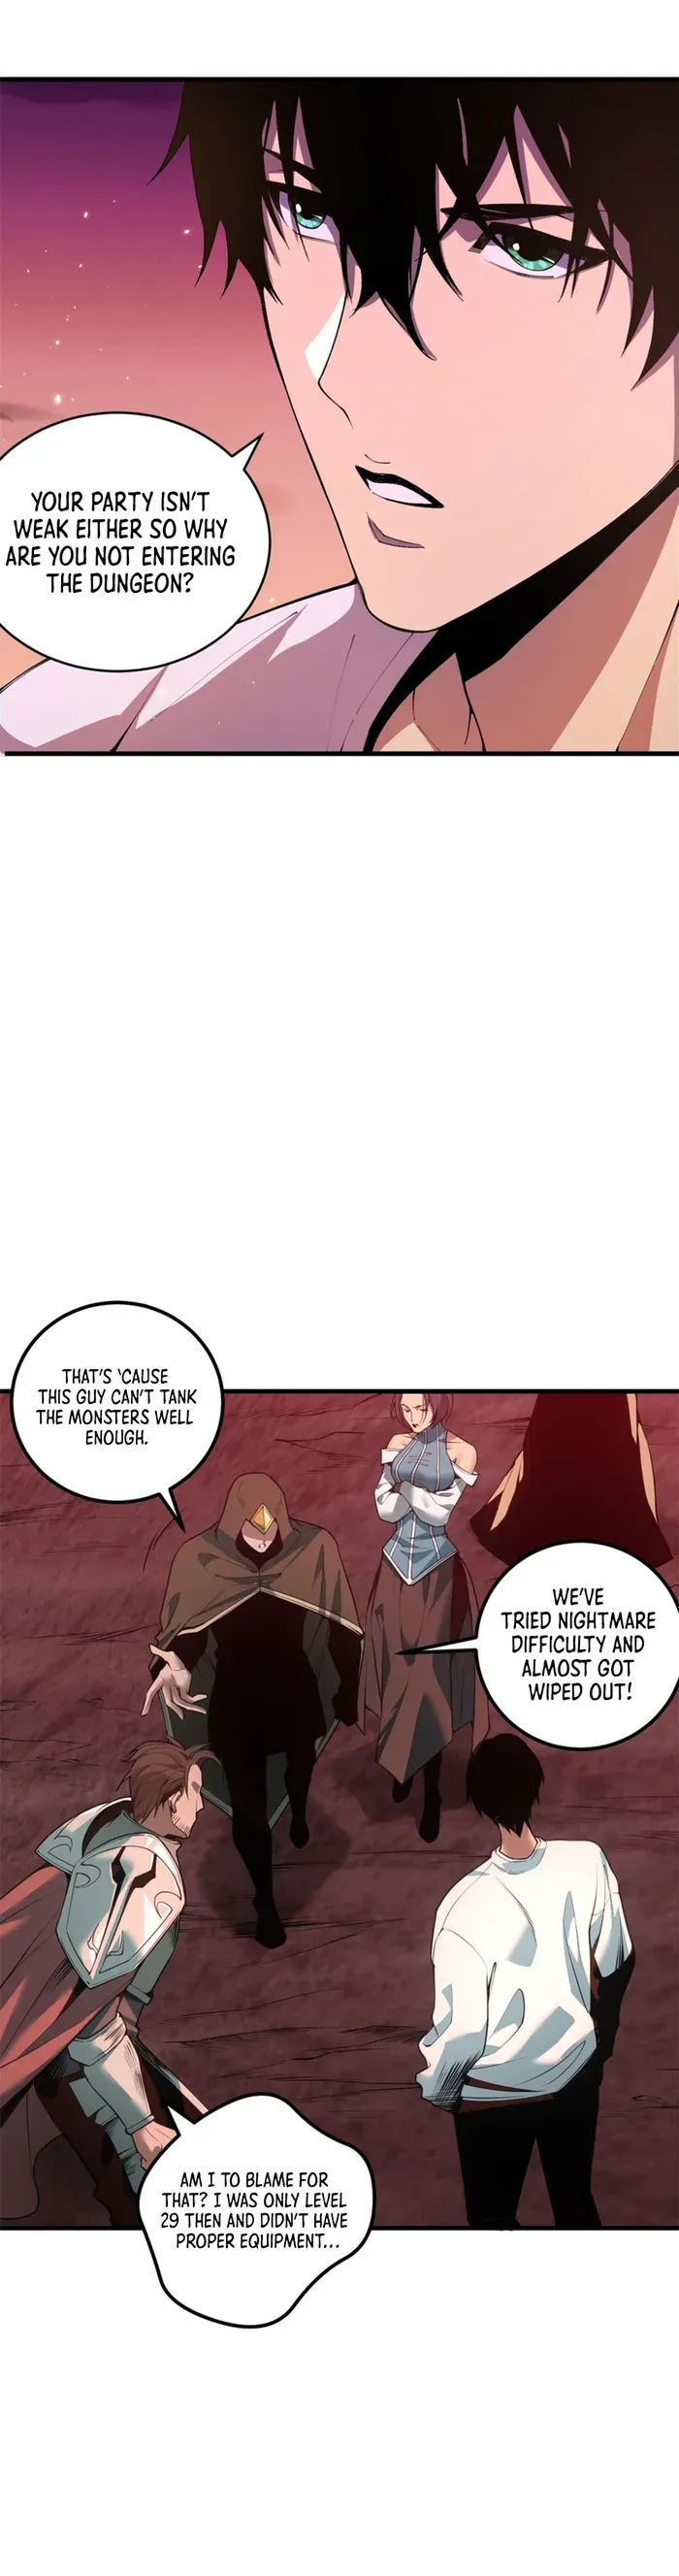 YOUR PARTY ISN'T
WEAK EITHER SO WHY
ARE YOU NOT ENTERING
THE DUNGEON?
THAT'S 'CAUSE
THIS GUY CAN'T TANK
THE MONSTERS WELL
ENOUGH.
WE'VE
TRIED NIGHTMARE
DIFFICULTY AND
ALMOST GOT
WIPED OUT!
AM I TO BLAME FOR
THAT? I WAS ONLY LEVEL
29 THEN AND DIDN'T HAVE
PROPER EQUIPMENT...